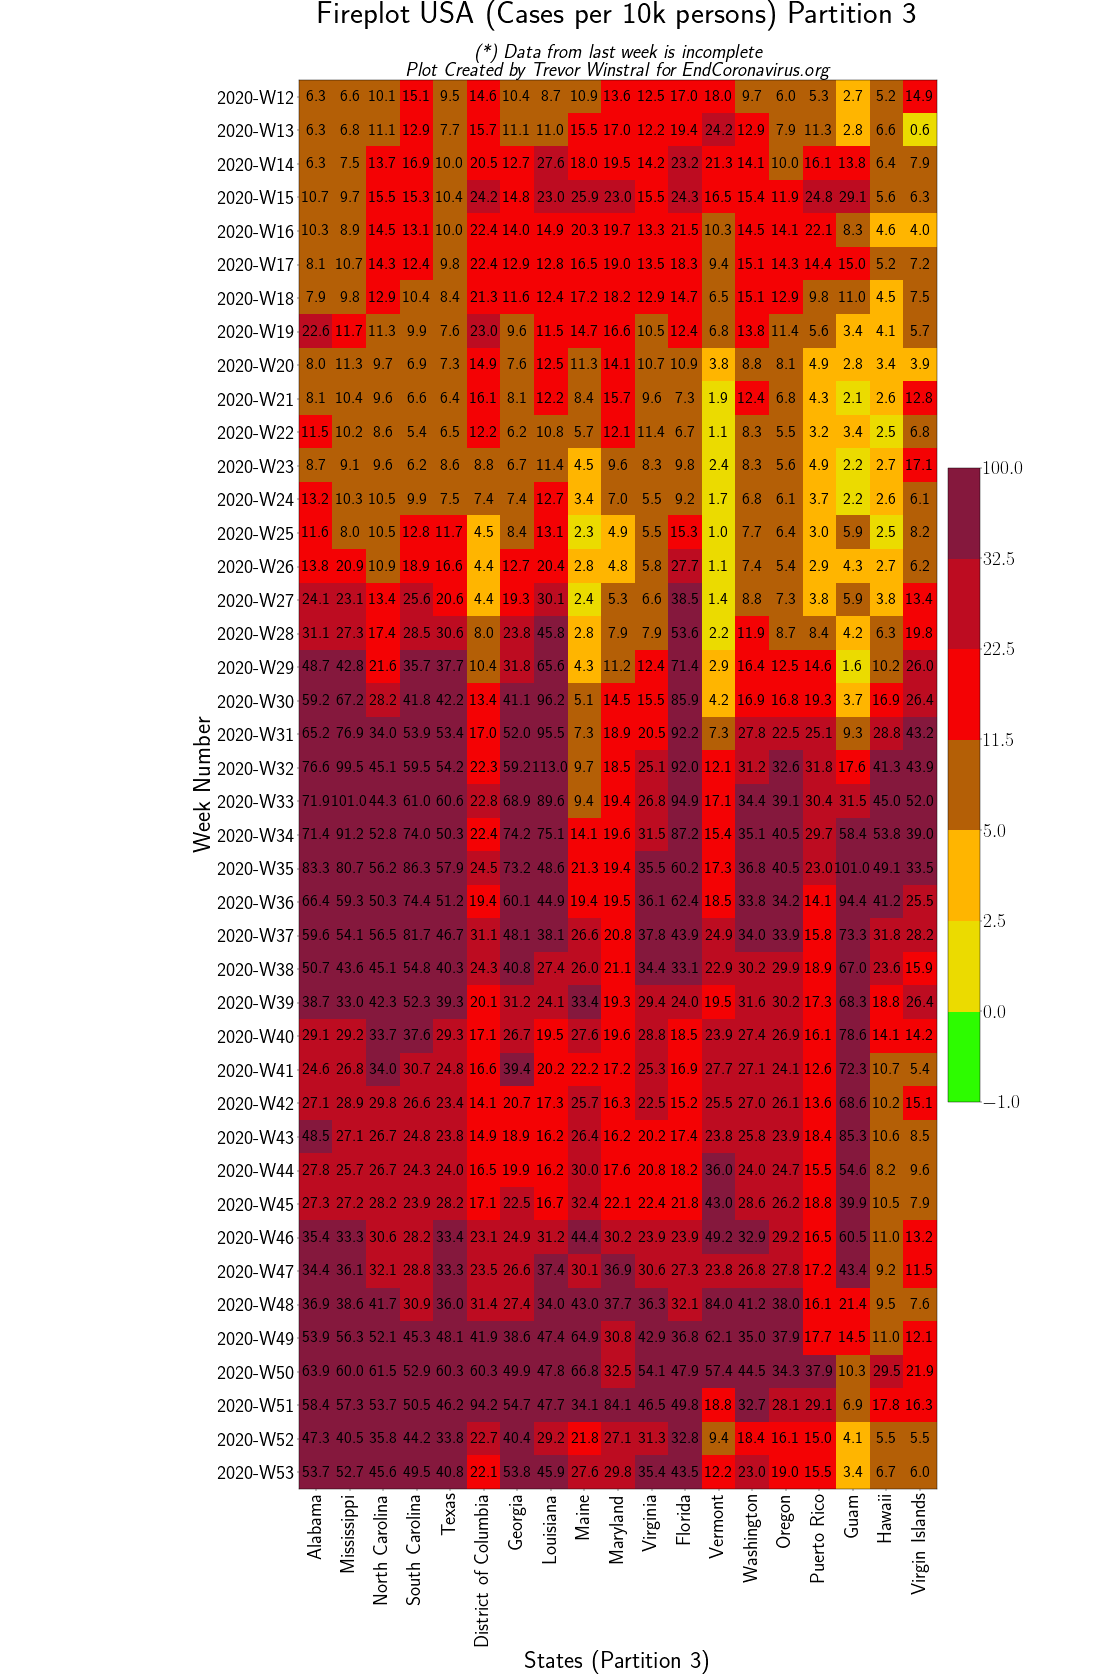 Fireplot USA (Cases per 10k persons) Partition 3
(*) Data from last week is incomplete
Plot Created by Trevor Winstral for EndCoronavirus.org
2020-W12 6.3 6.6 10.1 15.1 9.5 14.6 10.4 8.7 10.9 13.6 12.5 17.0 18.0 9.7 6.0 5.3 2.7 5.2 14.9
2020-W13 6.3 6.8 11.1 12.9 7.7 15.7 11.1 11.0 15.5 17.0 12.2 19.4 24.2 12.9 7.9 11.3 2.8 6.6 0.6
2020-W14 6.3 7.5 13.7 16.9 10.0 20.5 12.7 27.6 18.0 19.5 14.2 23.2 21.3 14.1 10.0 16.1 13.8 6.4 7.9
2020-W15 10.7 9.7 15.5 15.3 10.4 24.2 14.8 23.0 25.9 23.0 15.5 24.3 16.5 15.4 11.9 24.8 29.1 5.6 6.3
2020-W16 10.3 8.9 14.5 13.1 10.0 22.4 14.0 14.9 20.3 19.7 13.3 21.5 10.3 14.5 14.1 22.1 8.3 4.6 4.0
2020-W17 8.1 10.7 14.3 12.4 9.8 22.4 12.9 12.8 16.5 19.0 13.5 18.3 9.4 15.1 14.3 14.4 15.0 5.2 7.2
2020-W18 7.9 9.8 12.9 10.4 8.4 21.3 11.6 12.4 17.2 18.2 12.9 14.7 6.5 15.1 12.9 9.8 11.0 4.5 7.5
2020-W19 22.6 11.7 11.3 9.9 7.6 23.0 9.6 11.5 14.7 16.6 10.5 12.4 6.8 13.8 11.4 5.6 3.4 4.1 5.7
2020-W20 8.0 11.3 9.7 6.9 7.3 14.9 7.6 12.5 11.3 14.1 10.7 10.9 3.8 8.8 8.1 4.9 2.8 3.4 3.9
2020-W21 8.1 10.4 9.6 6.6 6.4 16.1 8.1 12.2 8.4 15.7 9.6 7.3 1.9 12.4 6.8 4.3 2.1 2.6 12.8
2020-W22 11.5 10.2 8.6 5.4 6.5 12.2 6.2 10.8 5.7 12.1 11.4 6.7 1.1 8.3 5.5 3.2 3.4 2.5 6.8
2020-W23 8.7 9.1 9.6 6.2 8.6 8.8 6.7 11.4 4.5 9.6 8.3 9.8 2.4 8.3 5.6 4.9 2.2 2.7 17.1
2020-W24 13.2 10.3 10.5 9.9 7.5 7.4 7.4 12.7 3.4 7.0 5.5 9.2 1.7 6.8 6.1 3.7 2.2 2.6 6.1
2020-W25 11.6 8.0 10.5 12.8 11.7 4.5 8.4 13.1 2.3 4.9 5.5 15.3 1.0 7.7 6.4 3.0 5.9 2.5 8.2
2020-W26 13.8 20.9 10.9 18.9 16.6 4.4 12.7 20.4 2.8 4.8 5.8 27.7 1.1 7.4 5.4 2.9 4.3 2.7 6.2
2020-W27 24.1 23.1 13.4 25.6 20.6 4.4 19.3 30.1 2.4 5.3 6.6 38.5 1.4 8.8 7.3 3.8 5.9 3.8 13.4
2020-W28 31.1 27.3 17.4 28.5 30.6 8.0 23.8 45.8 2.8 7.9 7.9 53.6 2.2 11.9 8.7 8.4 4.2 6.3 19.8
2020-W29 48.7 42.8 21.6 35.7 37.7 10.4 31.8 65.6 4.3 11.2 12.4 71.4 2.9 16.4 12.5 14.6 1.6 10.2 26.0
2020-W30 59.2 67.2 28.2 41.8 42.2 13.4 41.1 96.2 5.1 14.5 15.5 85.9 4.2 16.9 16.8 19.3 3.7 16.9 26.4
2020-W31 65.2 76.9 34.0 53.9 53.4 17.0 52.0 95.5 7.3 18.9 20.5 92.2 7.3 27.8 22.5 25.1 9.3 28.8 43.2
2020-W32 76.6 99.5 45.1 59.5 54.2 22.3 59.2 113.0 9.7 18.5 25.1 92.0 12.1 31.2 32.6 31.8 17.6 41.3 43.9
2020-W33 71.9 101.0 44.3 61.0 60.6 22.8 68.9 89.6 9.4 19.4 26.8 94.9 17.1 34.4 39.1 30.4 31.5 45.0 52.0
2020-W34 71.4 91.2 52.8 74.0 50.3 22.4 74.2 75.1 14.1 19.6 31.5 87.2 15.4 35.1 40.5 29.7 58.4 53.8 39.0
2020-W35 83.3 80.7 56.2 86.3 57.9 24.5 73.2 48.6 21.3 19.4 35.5 60.2 17.3 36.8 40.5 23.0 101.0 49.1 33.5
2020-W36 66.4 59.3 50.3 74.4 51.2 19.4 60.1 44.9 19.4 19.5 36.1 62.4 18.5 33.8 34.2 14.1 94.4 41.2 25.5
2020-W37 59.6 54.1 56.5 81.7 46.7 31.1 48.1 38.1 26.6 20.8 37.8 43.9 24.9 34.0 33.9 15.8 73.3 31.8 28.2
2020-W38 50.7 43.6 45.1 54.8 40.3 24.3 40.8 27.4 26.0 21.1 34.4 33.1 22.9 30.2 29.9 18.9 67.0 23.6 15.9
2020-W39 38.7 33.0 42.3 52.3 39.3 20.1 31.2 24.1 33.4 19.3 29.4 24.0 19.5 31.6 30.2 17.3 68.3 18.8 26.4
2020-W40 29.1 29.2 33.7 37.6 29.3 17.1 26.7 19.5 27.6 19.6 28.8 18.5 23.9 27.4 26.9 16.1 78.6 14.1 14.2
2020-W41 24.6 26.8 34.0 30.7 24.8 16.6 39.4 20.2 22.2 17.2 25.3 16.9 27.7 27.1 24.1 12.6 72.3 10.7 5.4
2020-W42 27.1 28.9 29.8 26.6 23.4 14.1 20.7 17.3 25.7 16.3 22.5 15.2 25.5 27.0 26.1 13.6 68.6 10.2 15.1
2020-W43 48.5 27.1 26.7 24.8 23.8 14.9 18.9 16.2 26.4 16.2 20.2 17.4 23.8 25.8 23.9 18.4 85.3 10.6 8.5
2020-W44 27.8 25.7 26.7 24.3 24.0 16.5 19.9 16.2 30.0 17.6 20.8 18.2 36.0 24.0 24.7 15.5 54.6 8.2 9.6
2020-W45 27.3 27.2 28.2 23.9 28.2 17.1 22.5 16.7 32.4 22.1 22.4 21.8 43.0 28.6 26.2 18.8 39.9 10.5 7.9
2020-W46 35.4 33.3 30.6 28.2 33.4 23.1 24.9 31.2 44.4 30.2 23.9 23.9 49.2 32.9 29.2 16.5 60.5 11.0 13.2
2020-W47 34.4 36.1 32.1 28.8 33.3 23.5 26.6 37.4 30.1 36.9 30.6 27.3 23.8 26.8 27.8 17.2 43.4 9.2 11.5
2020-W48 36.9 38.6 41.7 30.9 36.0 31.4 27.4 34.0 43.0 37.7 36.3 32.1 84.0 41.2 38.0 16.1 21.4 9.5 7.6
2020-W49 53.9 56.3 52.1 45.3 48.1 41.9 38.6 47.4 64.9 30.8 42.9 36.8 62.1 35.0 37.9 17.7 14.5 11.0 12.1
2020-W50 63.9 60.0 61.5 52.9 60.3 60.3 49.9 47.8 66.8 32.5 54.1 47.9 57.4 44.5 34.3 37.9 10.3 29.5 21.9
2020-W51 58.4 57.3 53.7 50.5 46.2 94.2 54.7 47.7 34.1 84.1 46.5 49.8 18.8 32.7 28.1 29.1 6.9 17.8 16.3
2020-W52 47.3 40.5 35.8 44.2 33.8 22.7 40.4 29.2 21.8 27.1 31.3 32.8 9.4 18.4 16.1 15.0 4.1 5.5 5.5
2020-W53 53.7 52.7 45.6 49.5 40.8 22.1 53.8 45.9 27.6 29.8 35.4 43.5 12.2 23.0 19.0 15.5 3.4 6.7 6.0
Week Number
Alabama
Mississippi
North Carolina
South Carolina
Texas
District of Columbia
Georgia
Louisiana
Maine
Maryland
Virginia
Florida
Vermont
Washington
Oregon
Puerto Rico
Guam
Hawaii
Virgin Islands
States (Partition 3)
100.0
32.5
22.5
11.5
5.0
2.5
0.0
−1.0